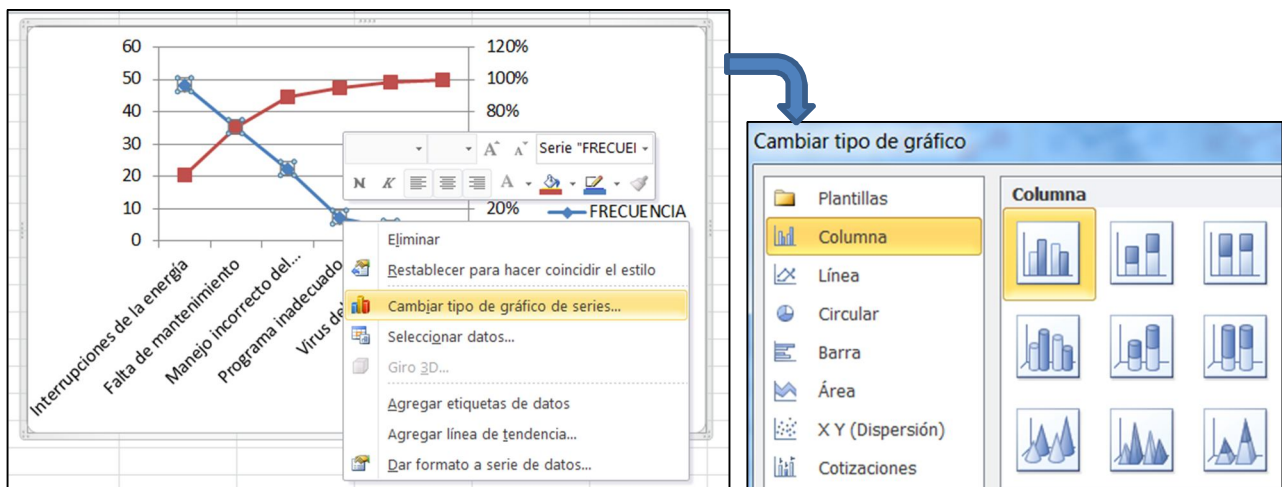 60
50
40
30
20
10
0
120%
100%
80%
20%
FRECUENCIA
Interrupciones de la energía
Falta de mantenimiento
Manejo incorrecto del...
Programa inadecuado
Virus del
A A Serie "FRECUEI
N K A
Eliminar
Restablecer para hacer coincidir el estilo
Cambiar tipo de gráfico de series...
Seleccionar datos...
Giro 3D...
Agregar etiquetas de datos
Agregar línea de tendencia...
Dar formato a serie de datos...
Cambiar tipo de gráfico
Plantillas
Columna
Línea
Circular
Barra
Área
X Y (Dispersión)
Cotizaciones
Columna